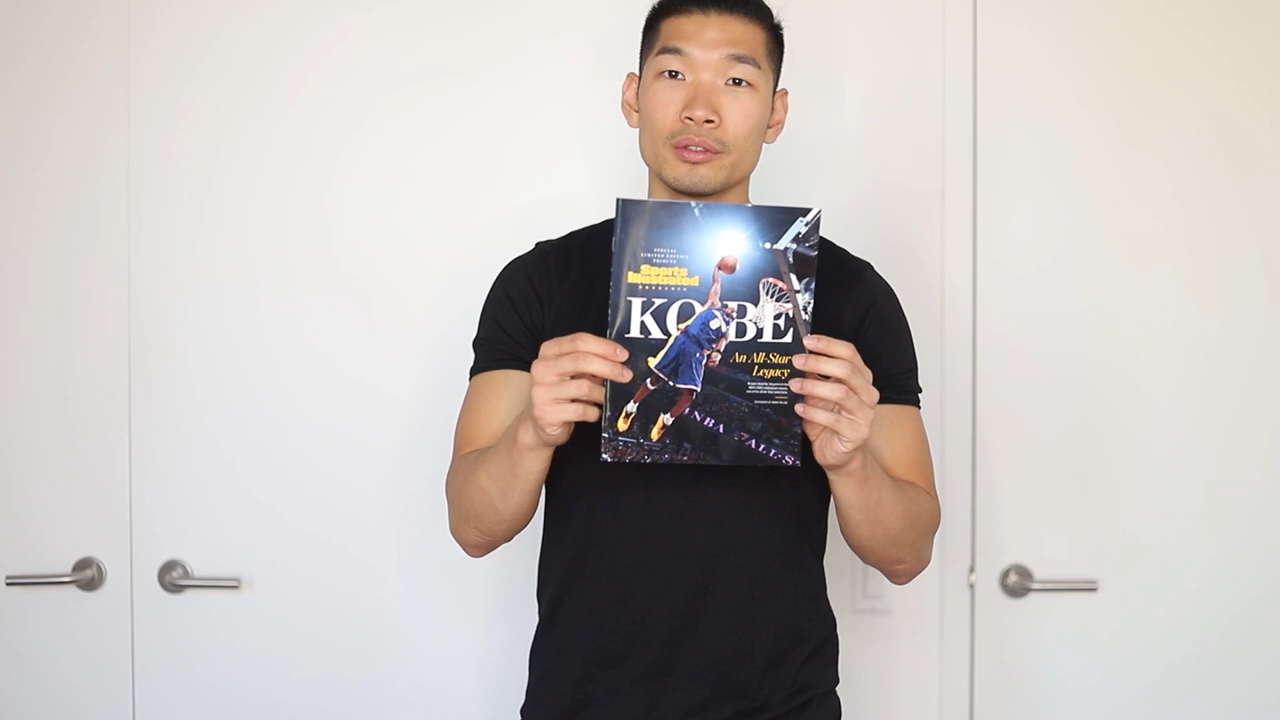 SPECIAL
LIMITED EDITION
TRIBUTE
Sports
Illustrated
PRESENTS
KOBE
An All-Star
Legacy
NBA ALL-S